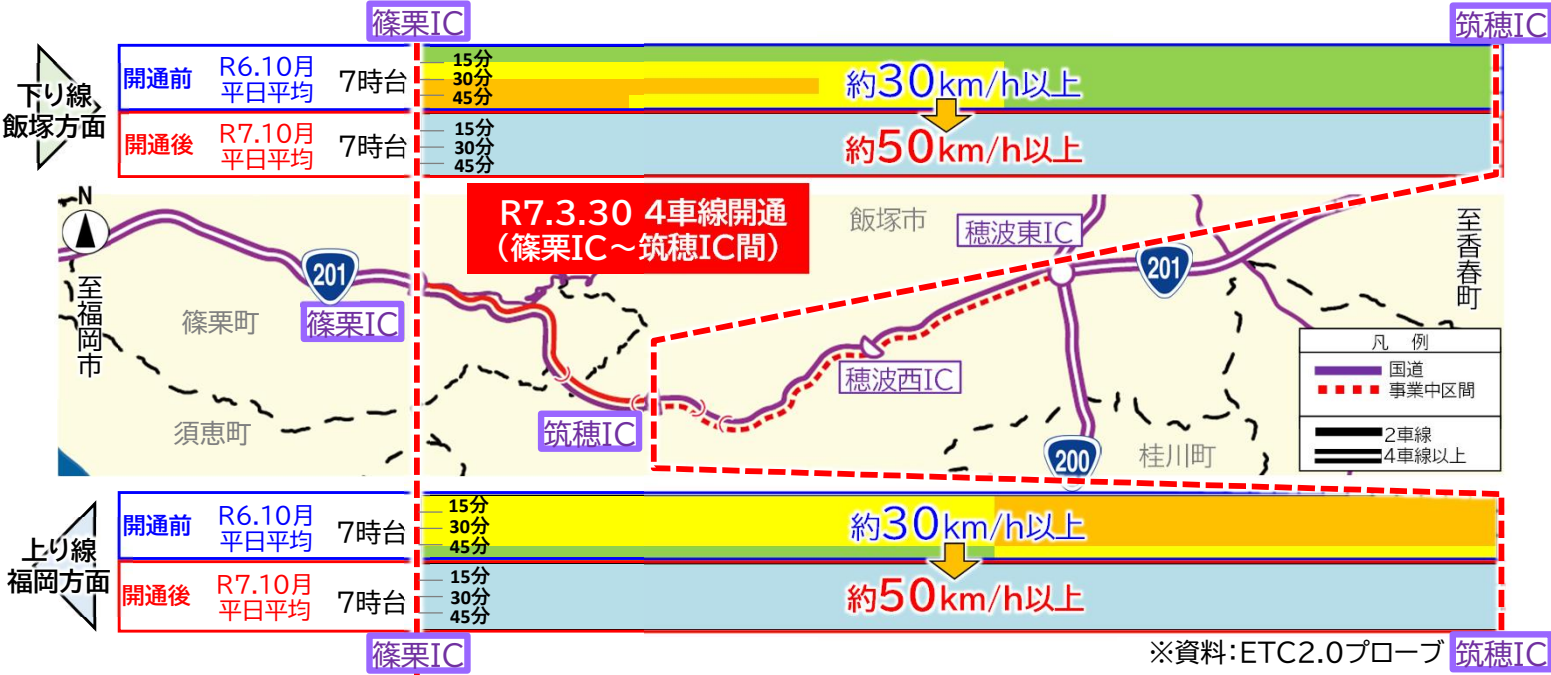 篠栗IC
筑穂IC
下り線
飯塚方面
開通前
R6.10月
平日平均
7時台
15分
30分
45分
約30km/h以上
開通後
R7.10月
平日平均
7時台
15分
30分
45分
約50km/h以上
N
R7.3.30 4車線開通
(篠栗IC~筑穂IC間)
飯塚市
穂波東IC
至香春町
201
201
至福岡市
篠栗町
篠栗IC
凡 例
国道
事業中区間
2車線
4車線以上
穂波西IC
須恵町
筑穂IC
200
桂川町
上り線
福岡方面
開通前
R6.10月
平日平均
7時台
15分
30分
45分
約30km/h以上
開通後
R7.10月
平日平均
7時台
15分
30分
45分
約50km/h以上
篠栗IC
※資料:ETC2.0プローブ
筑穂IC